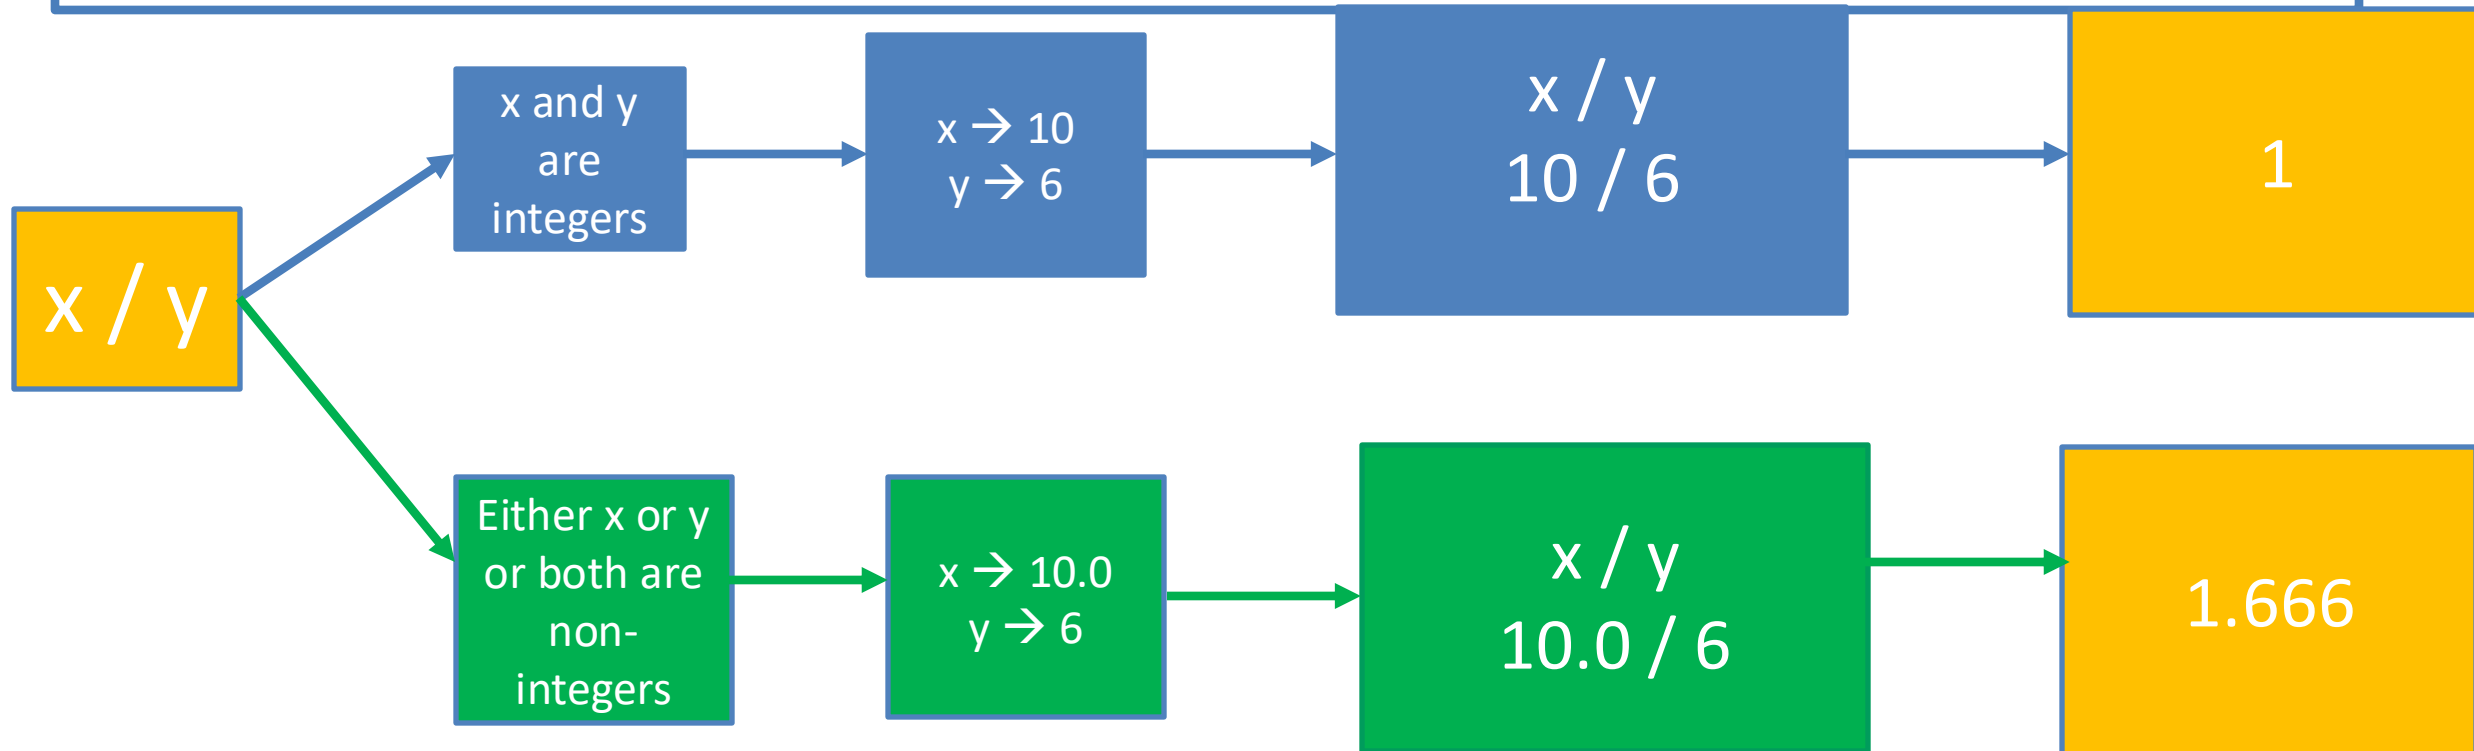 x / y
x and y
are
integers
x → 10
y → 6
x / y
10 / 6
1
Either x or y
or both are
non-
integers
x → 10.0
y → 6
x / y
10.0 / 6
1.666